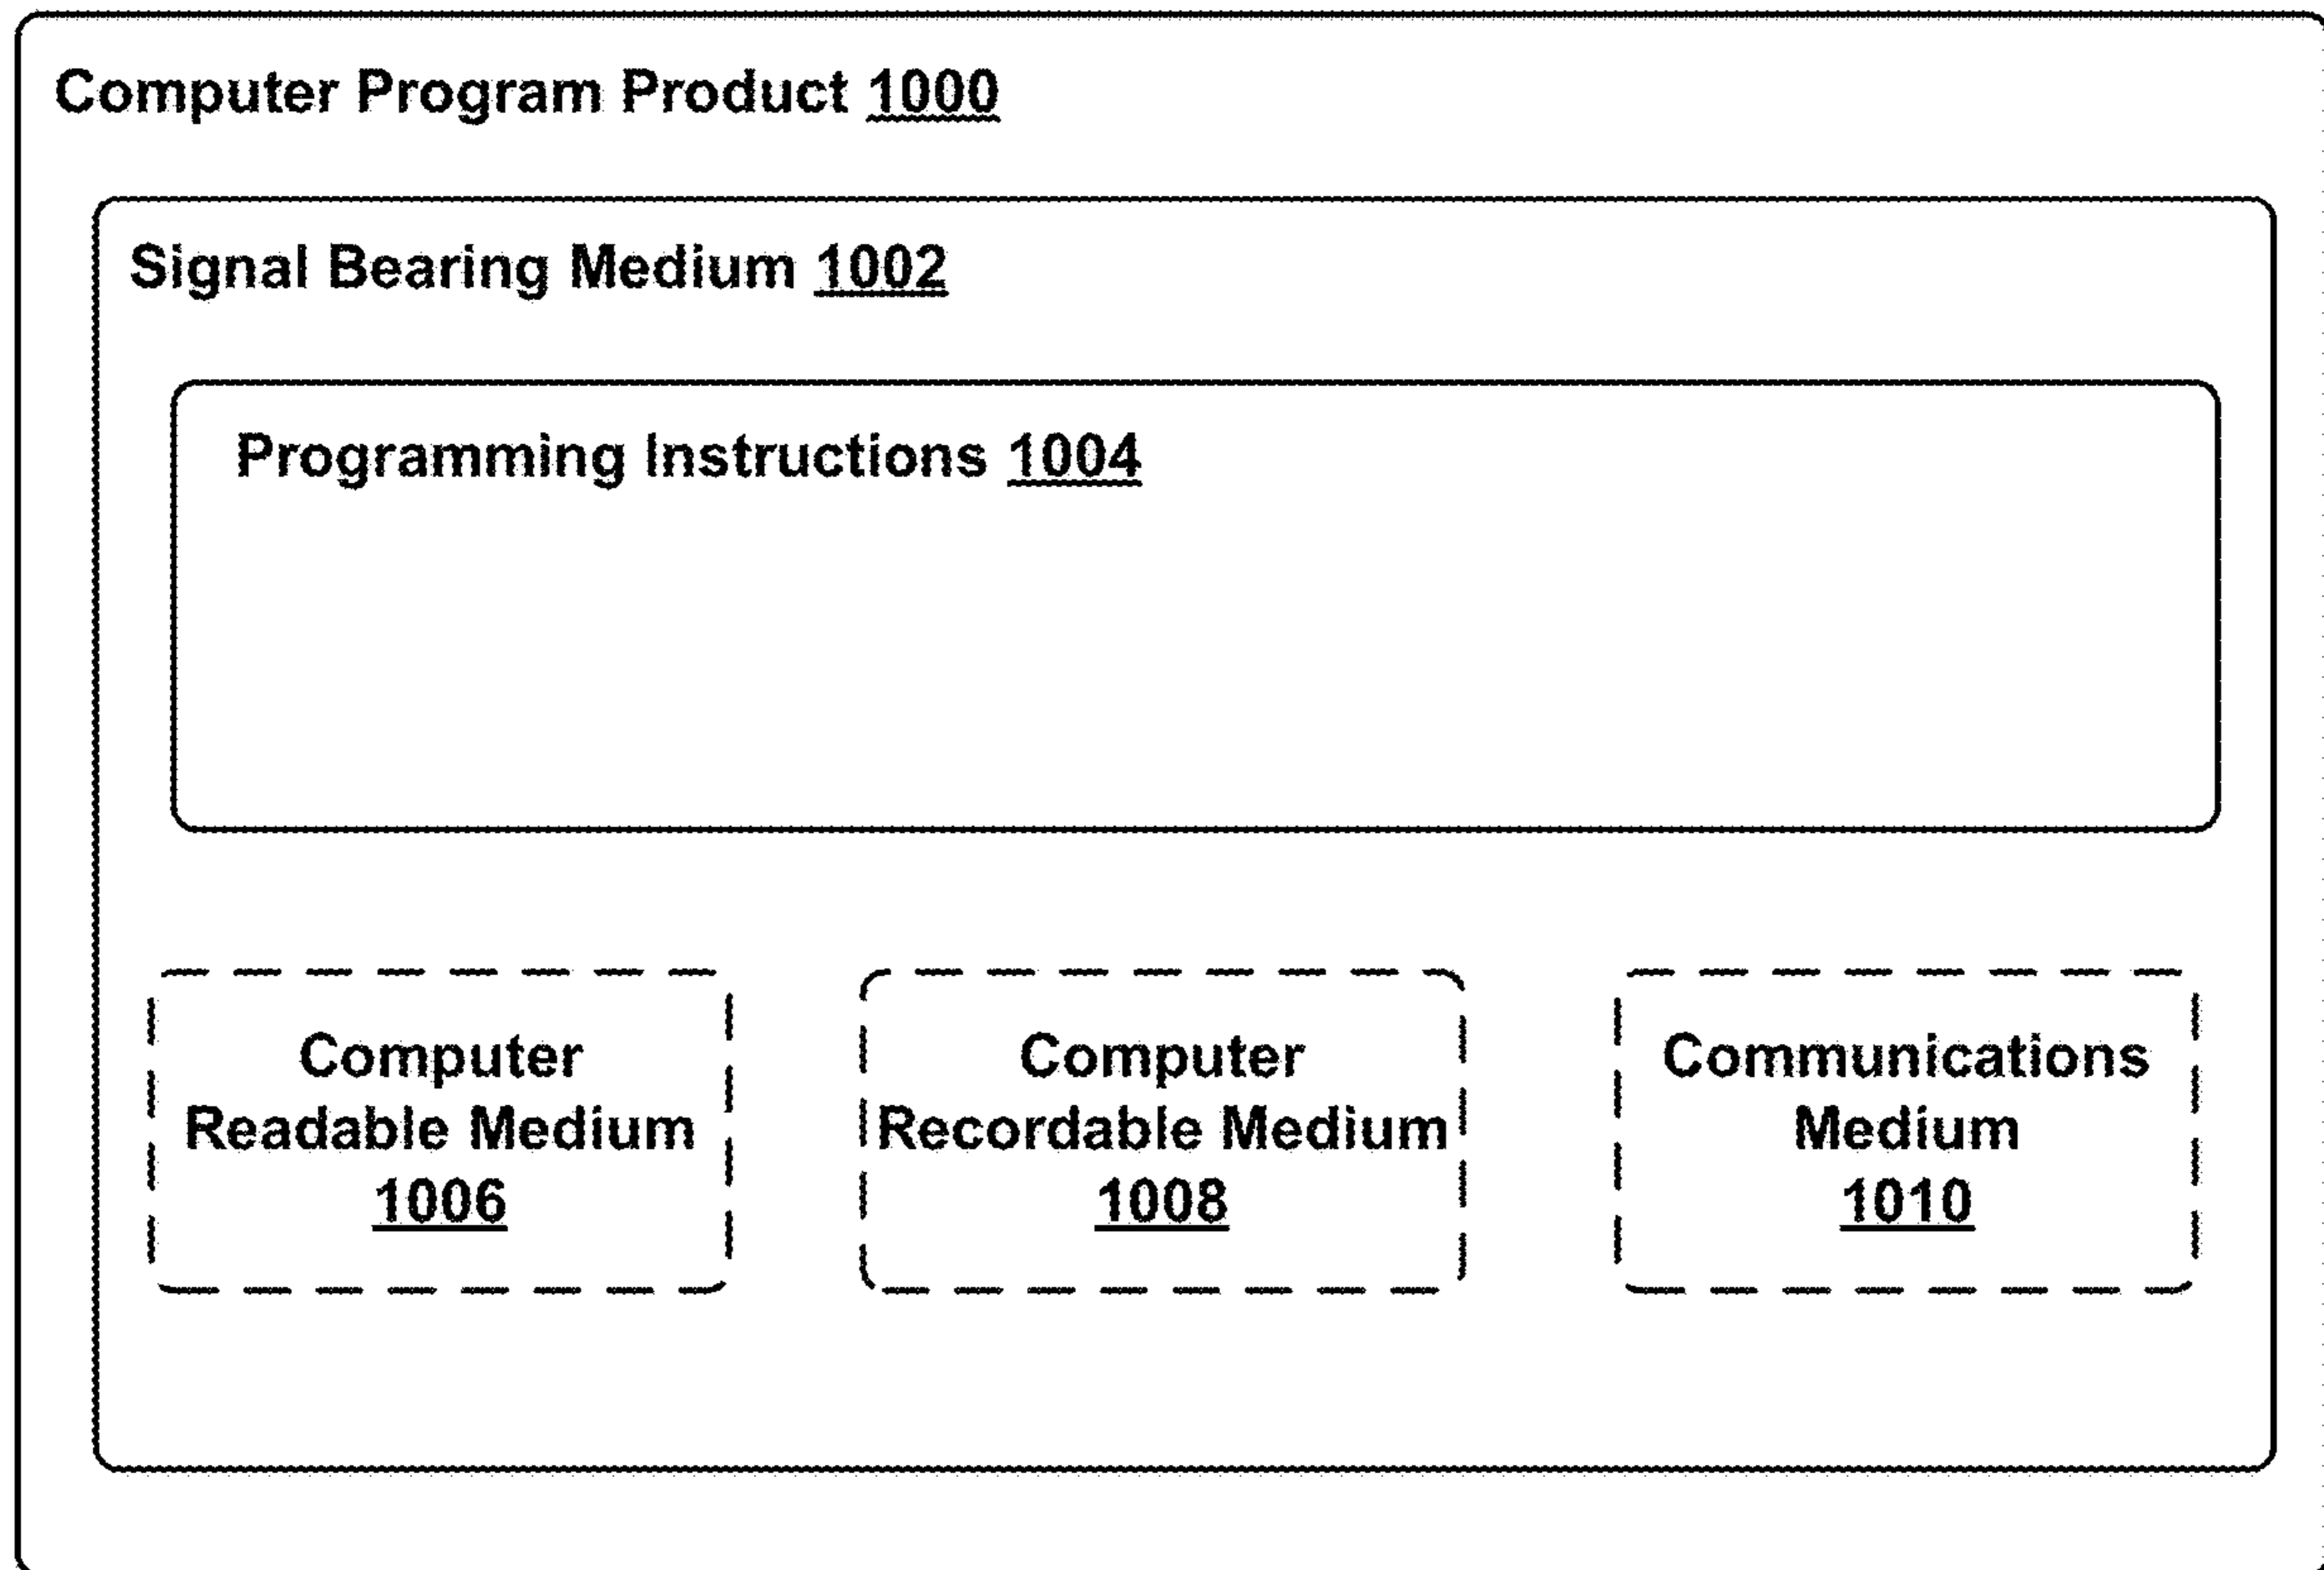 Computer Program Product 1000
Signal Bearing Medium 1002
Programming Instructions 1004
Computer
Readable Medium
1006
Computer
Recordable Medium
1008
Communications
Medium
1010